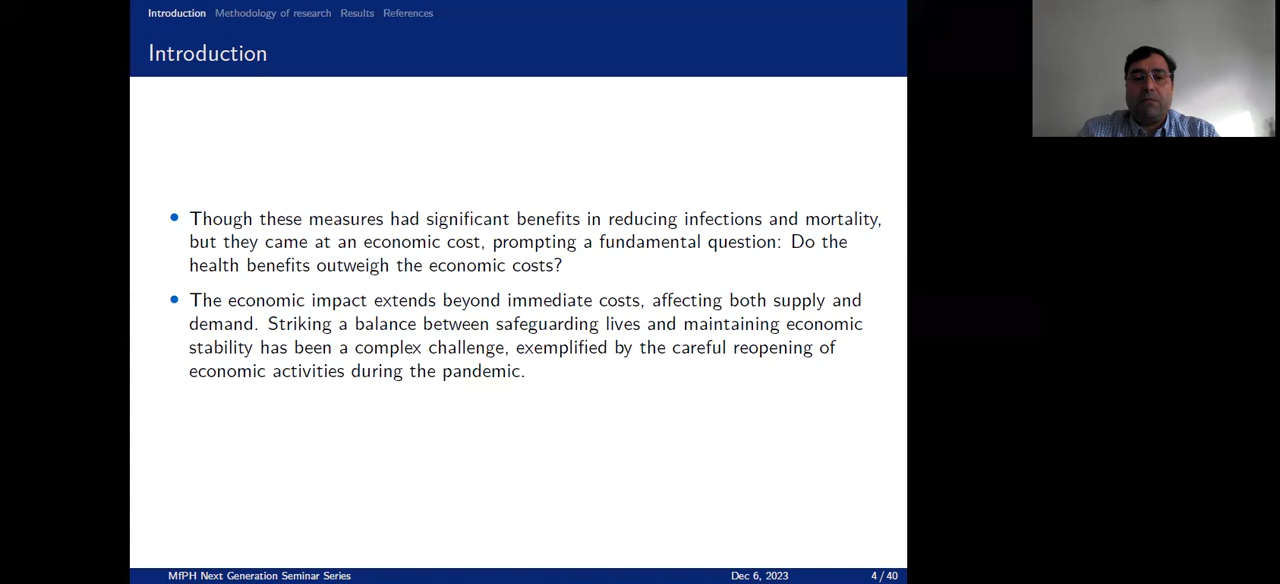 Introduction Methodology of research Results References
Introduction
Though these measures had significant benefits in reducing infections and mortality,
but they came at an economic cost, prompting a fundamental question: Do the
health benefits outweigh the economic costs?
The economic impact extends beyond immediate costs, affecting both supply and
demand. Striking a balance between safeguarding lives and maintaining economic
stability has been a complex challenge, exemplified by the careful reopening of
economic activities during the pandemic.
MfPH Next Generation Seminar Series Dec 6, 2023 4 / 40